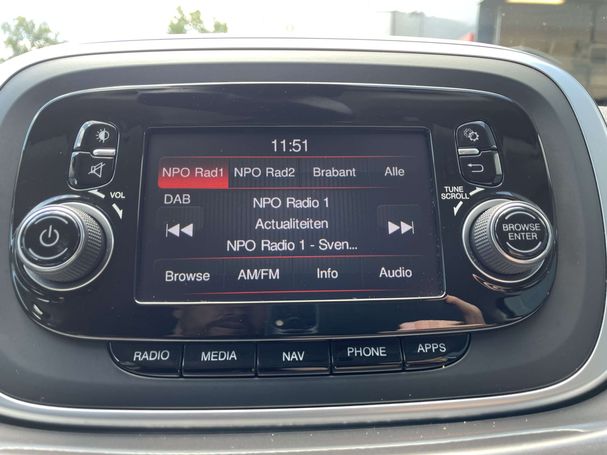 11:51
NPO Rad1 NPO Rad2 Brabant Alle
DAB
NPO Radio 1
Actualiteiten
NPO Radio 1 - Sven...
Browse AM/FM Info Audio
VOL
TUNE
SCROLL
BROWSE
ENTER
RADIO MEDIA NAV PHONE APPS